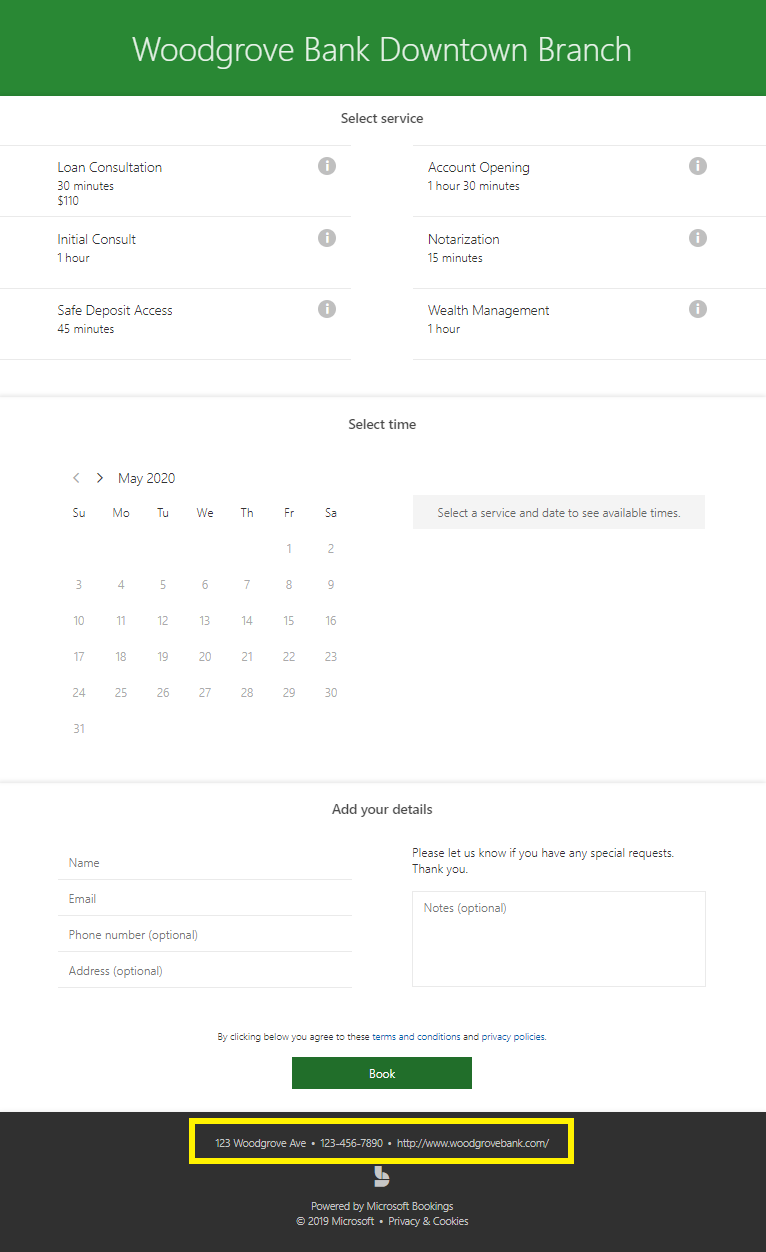 Woodgrove Bank Downtown Branch
Select service
Loan Consultation
30 minutes
$110
Account Opening
1 hour 30 minutes
Initial Consult
1 hour
Notarization
15 minutes
Safe Deposit Access
45 minutes
Wealth Management
1 hour
Select time
May 2020
Su Mo Tu We Th Fr Sa
1 2
3 4 5 6 7 8 9
10 11 12 13 14 15 16
17 18 19 20 21 22 23
24 25 26 27 28 29 30
31
Select a service and date to see available times.
Add your details
Name
Email
Phone number (optional)
Address (optional)
Please let us know if you have any special requests.
Thank you.
Notes (optional)
By clicking below you agree to these terms and conditions and privacy policies.
Book
123 Woodgrove Ave • 123-456-7890 • http://www.woodgrovebank.com/
Powered by Microsoft Bookings
© 2019 Microsoft • Privacy & Cookies